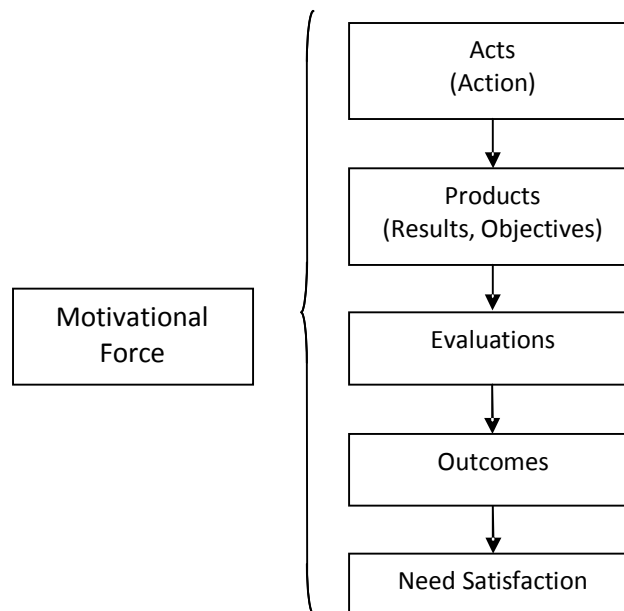 Acts
(Action)
Products
(Results, Objectives)
Motivational
Force
Evaluations
Outcomes
Need Satisfaction